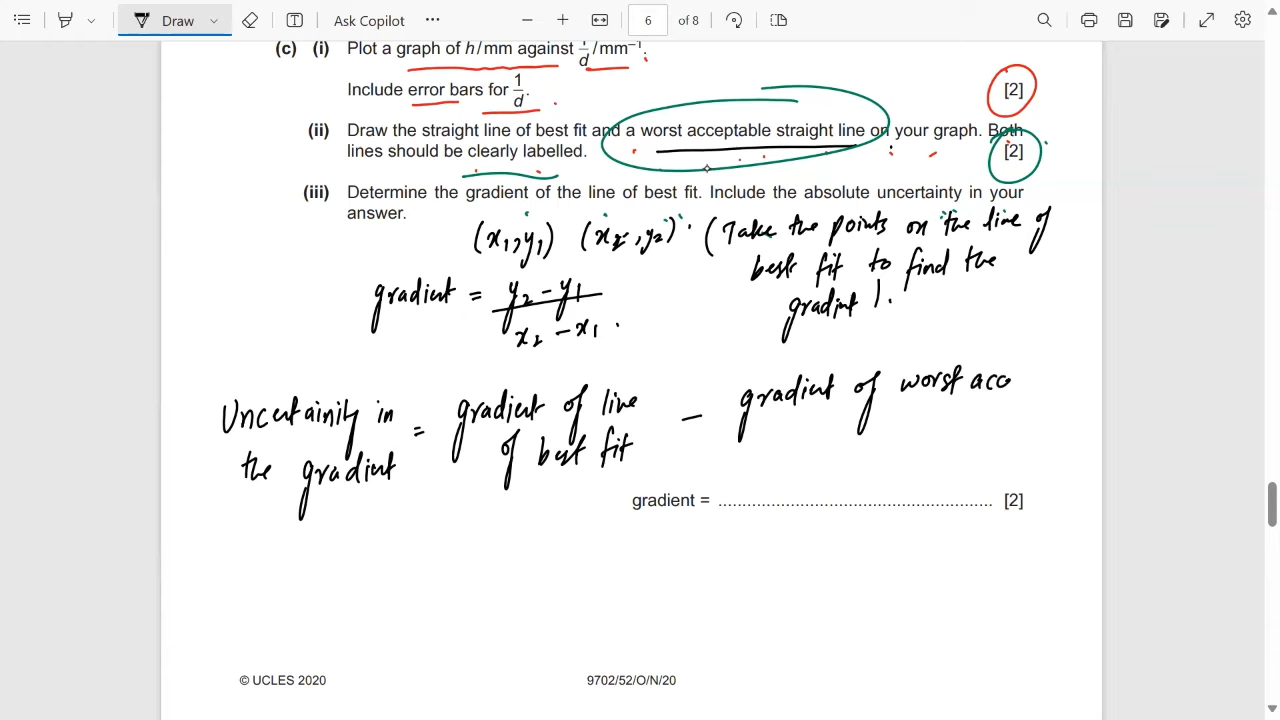 Draw
Ask Copilot
6
of 8
(c) (i) Plot a graph of h/mm against 1/d /mm⁻¹.
Include error bars for 1/d.
[2]
(ii) Draw the straight line of best fit and a worst acceptable straight line on your graph. Both
lines should be clearly labelled.
[2]
(iii) Determine the gradient of the line of best fit. Include the absolute uncertainty in your
answer.
(x₁, y₁) (x₂, y₂). (Take the points on the line of
best fit to find the
gradient).
gradient = y₂ - y₁ / x₂ - x₁.
Uncertainity in = gradient of line - gradient of worst acc
the gradient of best fit
gradient = ........................................................ [2]
© UCLES 2020
9702/52/O/N/20